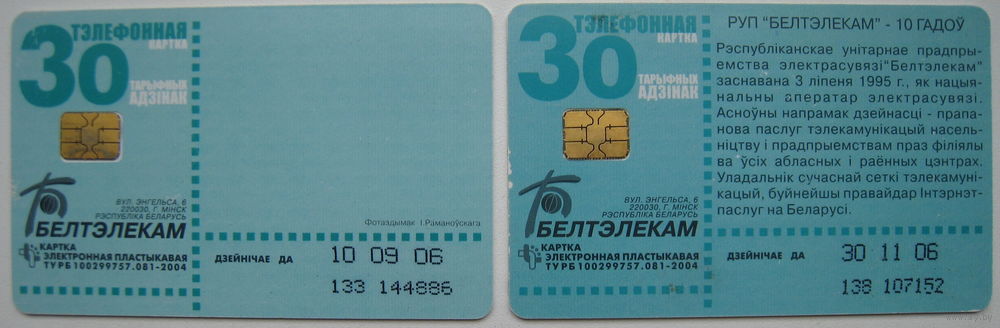 30 ТЭЛЕФОННАЯ
КАРТКА
ТАРЫФНЫХ
АДЗІНАК
ВУЛ. ЭНГЕЛЬСА, 6
220030, Г. МІНСК
РЭСПУБЛІКА БЕЛАРУСЬ
БЕЛТЭЛЕКАМ
КАРТКА
ЭЛЕКТРОННАЯ ПЛАСТЫКАВАЯ
ТУ РБ 100299757.081-2004
Фотаздымак І.Раманоўскага
ДЗЕЙНІЧАЕ ДА 10 09 06
133 144886
30 ТЭЛЕФОННАЯ
КАРТКА
ТАРЫФНЫХ
АДЗІНАК
ВУЛ. ЭНГЕЛЬСА, 6
220030, Г. МІНСК
РЭСПУБЛІКА БЕЛАРУСЬ
БЕЛТЭЛЕКАМ
КАРТКА
ЭЛЕКТРОННАЯ ПЛАСТЫКАВАЯ
ТУ РБ 100299757.081-2004
РУП "БЕЛТЭЛЕКАМ" - 10 ГАДОЎ
Рэспубліканскае унітарнае прадпры-
емства электрасувязі"Белтэлекам"
заснавана 3 ліпеня 1995 г., як нацыя-
нальны аператар электрасувязі.
Асноўны напрамак дзейнасці - прапа-
нова паслуг тэлекамунікацый насель-
ніцтву і прадпрыемствам праз філіялы
ва ўсіх абласных і раённых цэнтрах.
Уладальнік сучаснай сеткі тэлекамуні-
кацый, буйнейшы правайдар Інтэрнэт-
паслуг на Беларусі.
ДЗЕЙНІЧАЕ ДА 30 11 06
138 107152